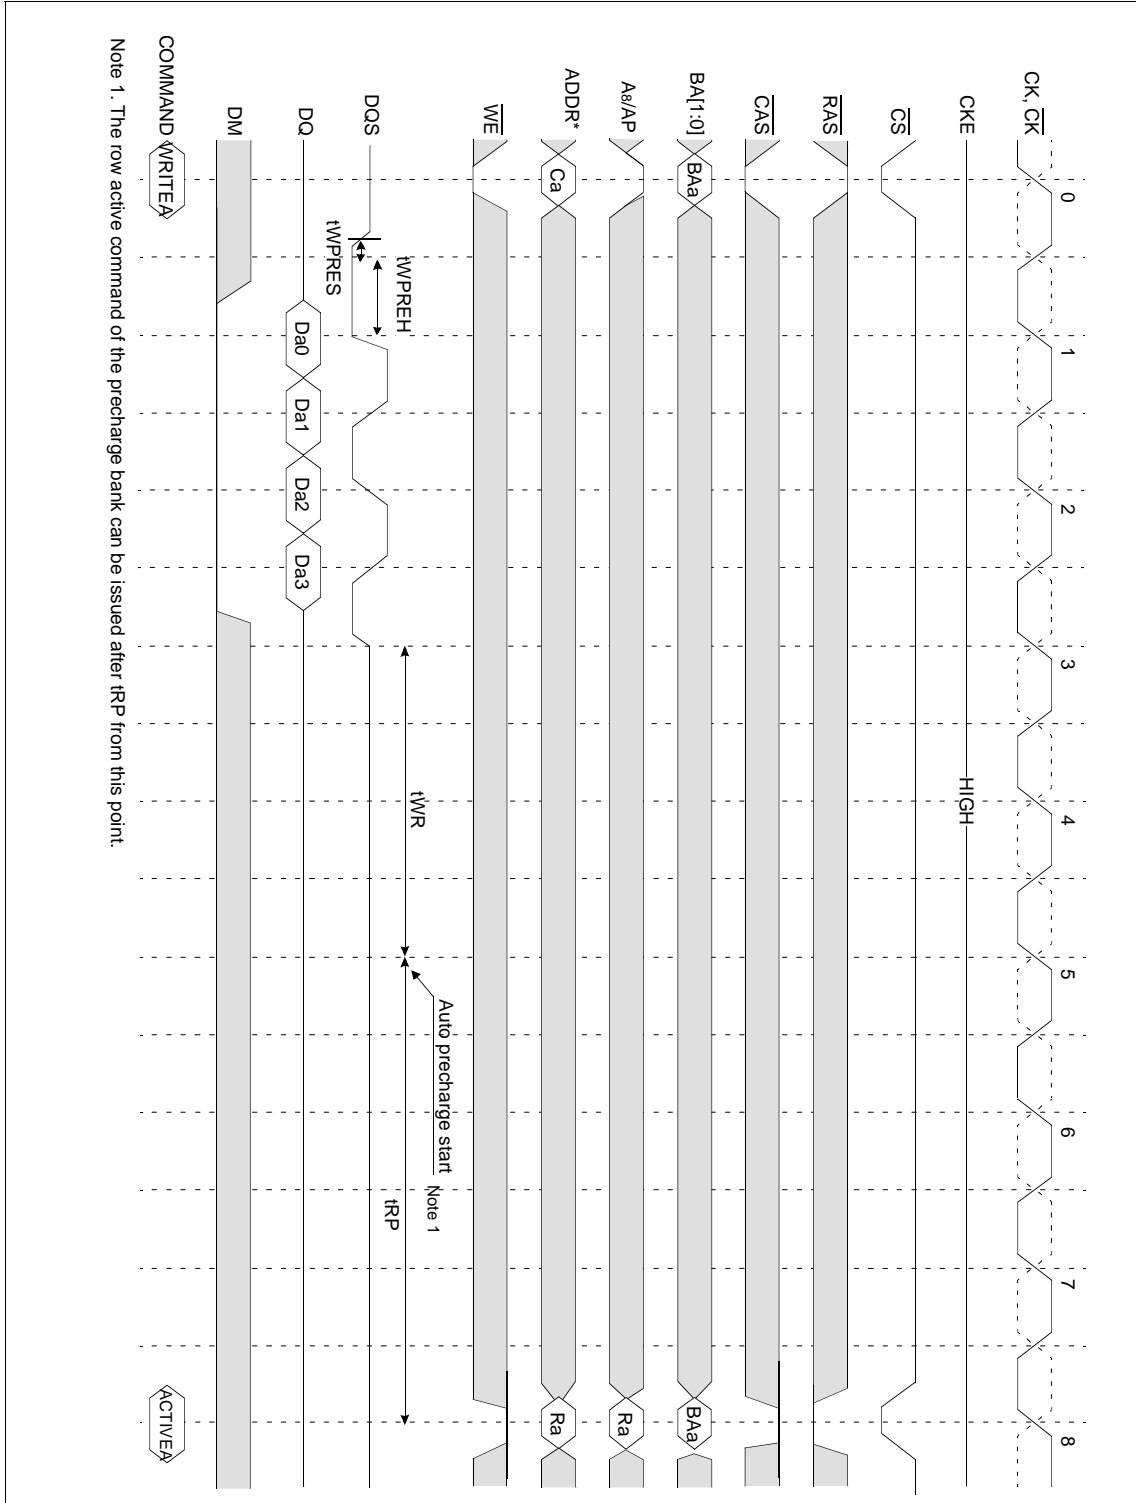 0 1 2 3 4 5 6 7 8
CK, CK
CKE HIGH
CS
RAS
CAS
BA[1:0] BAa BAa
A8/AP Ra
ADDR* Ca Ra
WE
Auto precharge start Note 1
tWR tRP
tWPREH
DQS
tWPRES
DQ Da0 Da1 Da2 Da3
DM
COMMAND WRITEA ACTIVEA
Note 1. The row active command of the precharge bank can be issued after tRP from this point.